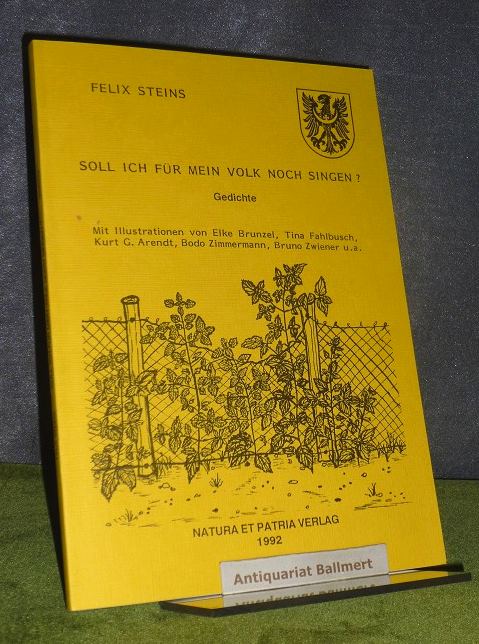 FELIX STEINS
SOLL ICH FÜR MEIN VOLK NOCH SINGEN?
Gedichte
Mit Illustrationen von Elke Brunzel, Tina Fahlbusch,
Kurt G. Arendt, Bodo Zimmermann, Bruno Zwiener u.a.
NATURA ET PATRIA VERLAG
1992
Antiquariat Ballmert